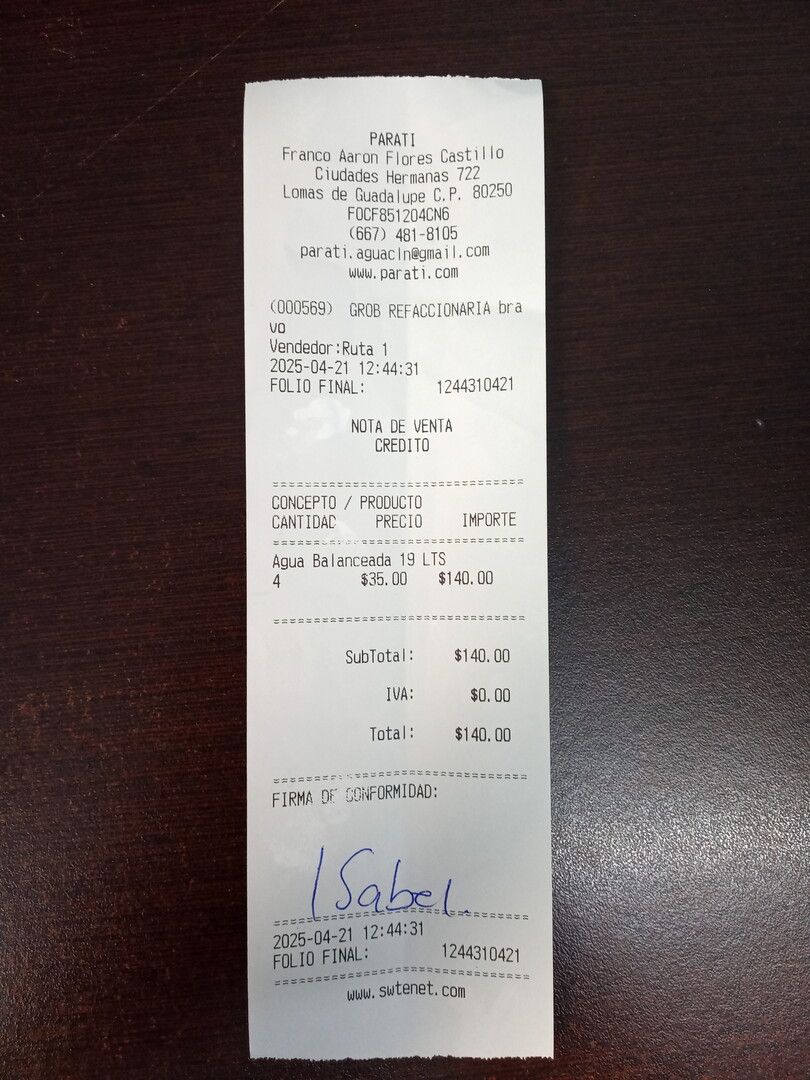 PARATI
Franco Aaron Flores Castillo
Ciudades Hermanas 722
Lomas de Guadalupe C.P. 80250
FOCF851204CN6
(667) 481-8105
parati.aguacln@gmail.com
www.parati.com
(000569) GROB REFACCIONARIA bra
vo
Vendedor:Ruta 1
2025-04-21 12:44:31
FOLIO FINAL: 1244310421
NOTA DE VENTA
CREDITO
CONCEPTO / PRODUCTO
CANTIDAD PRECIO IMPORTE
Agua Balanceada 19 LTS
4 $35.00 $140.00
SubTotal: $140.00
IVA: $0.00
Total: $140.00
FIRMA DE CONFORMIDAD:
Isabel.
2025-04-21 12:44:31
FOLIO FINAL: 1244310421
www.swtenet.com